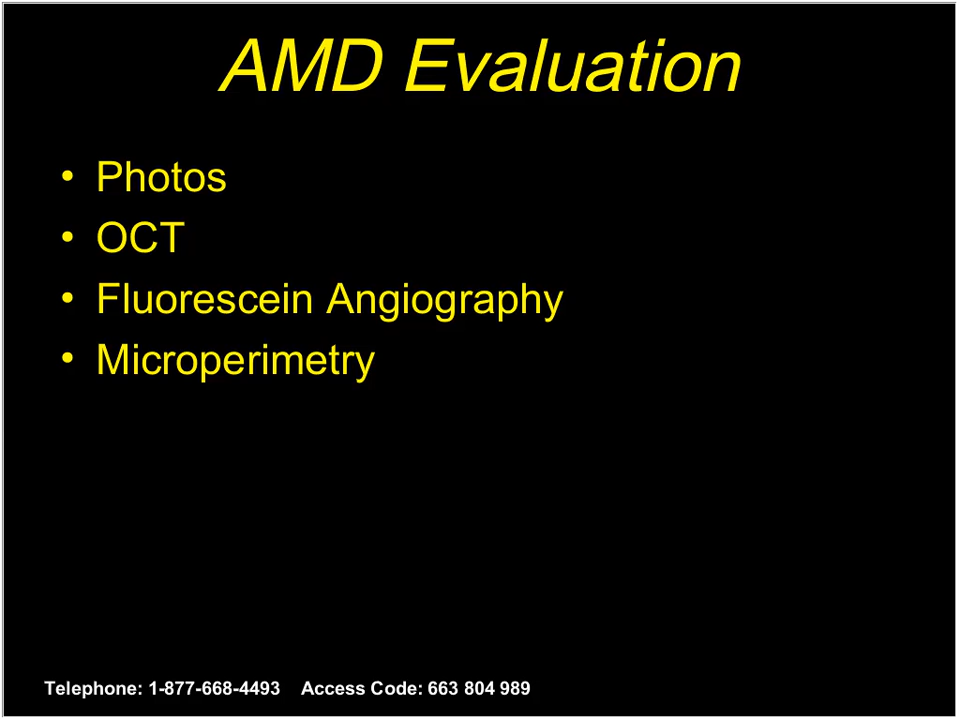 AMD Evaluation
• Photos
• OCT
• Fluorescein Angiography
• Microperimetry
Telephone: 1-877-668-4493 Access Code: 663 804 989